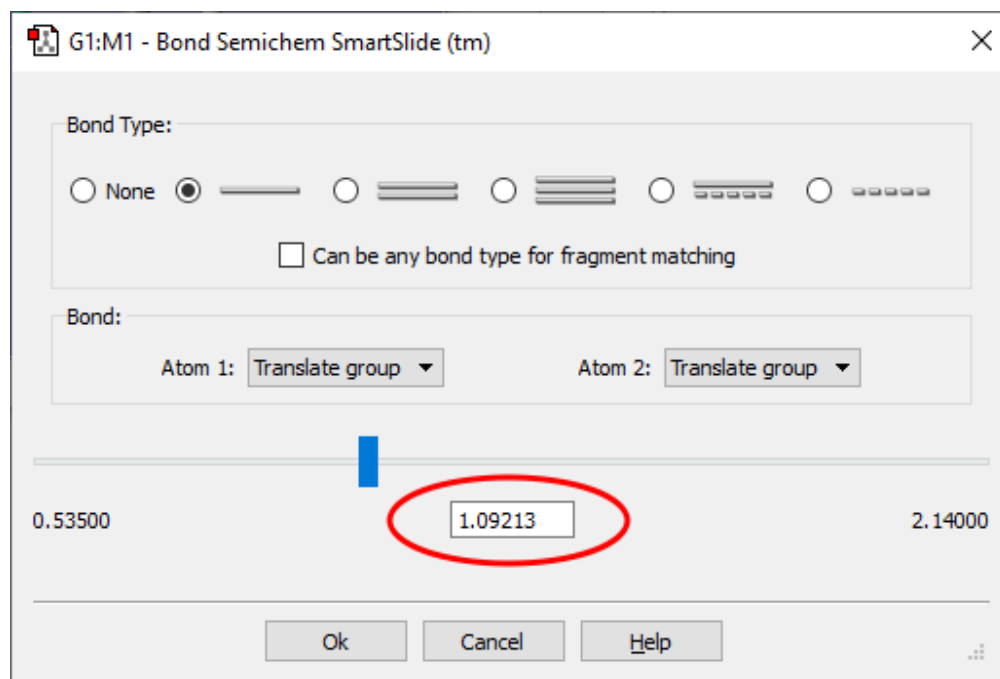 G1:M1 - Bond Semichem SmartSlide (tm)
Bond Type:
None
Can be any bond type for fragment matching
Bond:
Atom 1: Translate group Atom 2: Translate group
0.53500 1.09213 2.14000
Ok Cancel Help